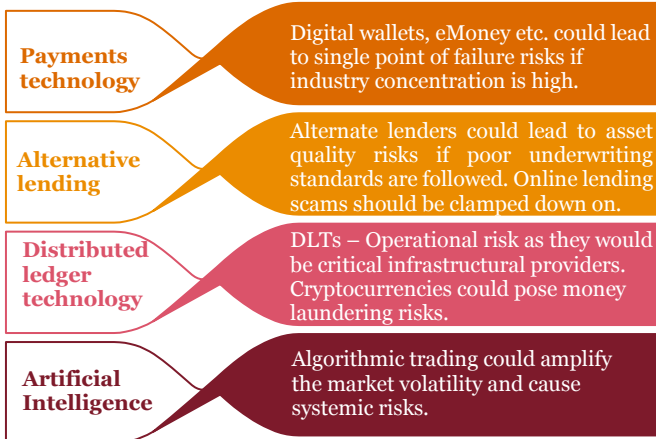 Payments
technology
Digital wallets, eMoney etc. could lead
to single point of failure risks if
industry concentration is high.
Alternative
lending
Alternate lenders could lead to asset
quality risks if poor underwriting
standards are followed. Online lending
scams should be clamped down on.
Distributed
ledger
technology
DLTs – Operational risk as they would
be critical infrastructural providers.
Cryptocurrencies could pose money
laundering risks.
Artificial
Intelligence
Algorithmic trading could amplify
the market volatility and cause
systemic risks.